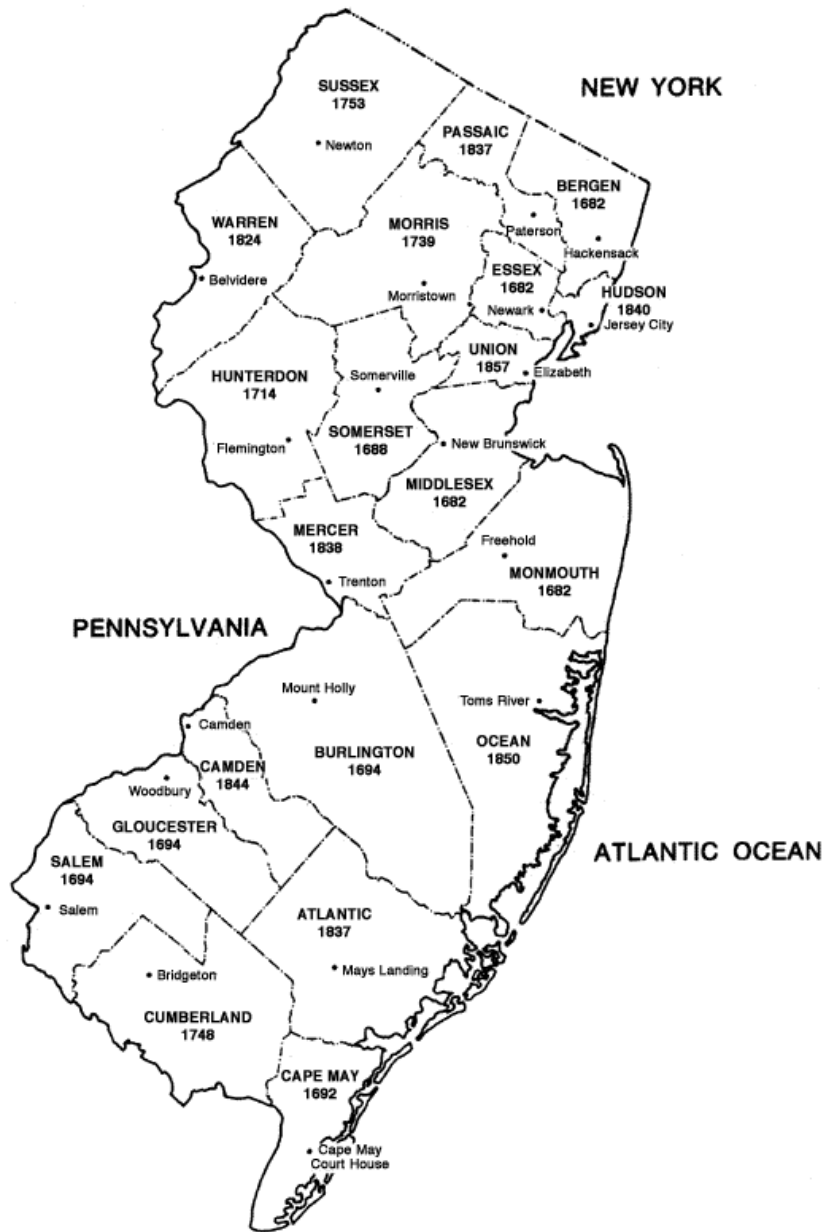 SUSSEX
1753
Newton
NEW YORK
PASSAIC
1837
BERGEN
1682
Paterson
Hackensack
WARREN
1824
Belvidere
MORRIS
1739
Morristown
ESSEX
1682
Newark
HUDSON
1840
Jersey City
UNION
1857
Elizabeth
HUNTERDON
1714
Flemington
Somerville
SOMERSET
1688
New Brunswick
MIDDLESEX
1682
MERCER
1838
Trenton
Freehold
MONMOUTH
1682
PENNSYLVANIA
Mount Holly
BURLINGTON
1694
Toms River
OCEAN
1850
Camden
CAMDEN
1844
Woodbury
GLOUCESTER
1694
ATLANTIC OCEAN
SALEM
1694
Salem
ATLANTIC
1837
Mays Landing
Bridgeton
CUMBERLAND
1748
CAPE MAY
1692
Cape May
Court House